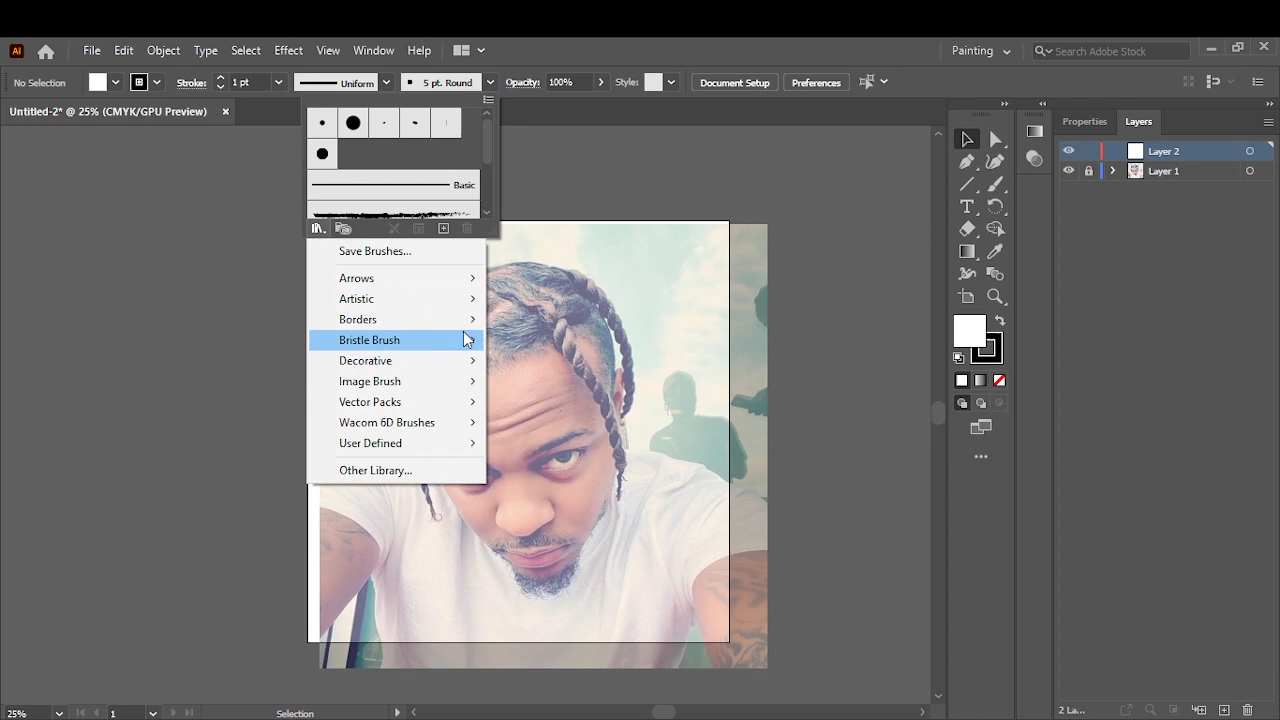 Ai
File Edit Object Type Select Effect View Window Help
Painting
Search Adobe Stock
No Selection
Stroke:
1 pt
Uniform
5 pt. Round
Opacity:
100%
Style:
Document Setup
Preferences
Untitled-2* @ 25% (CMYK/GPU Preview)
Basic
Save Brushes...
Arrows
Artistic
Borders
Bristle Brush
Decorative
Image Brush
Vector Packs
Wacom 6D Brushes
User Defined
Other Library...
Properties
Layers
Layer 2
Layer 1
25%
1
Selection
2 La...